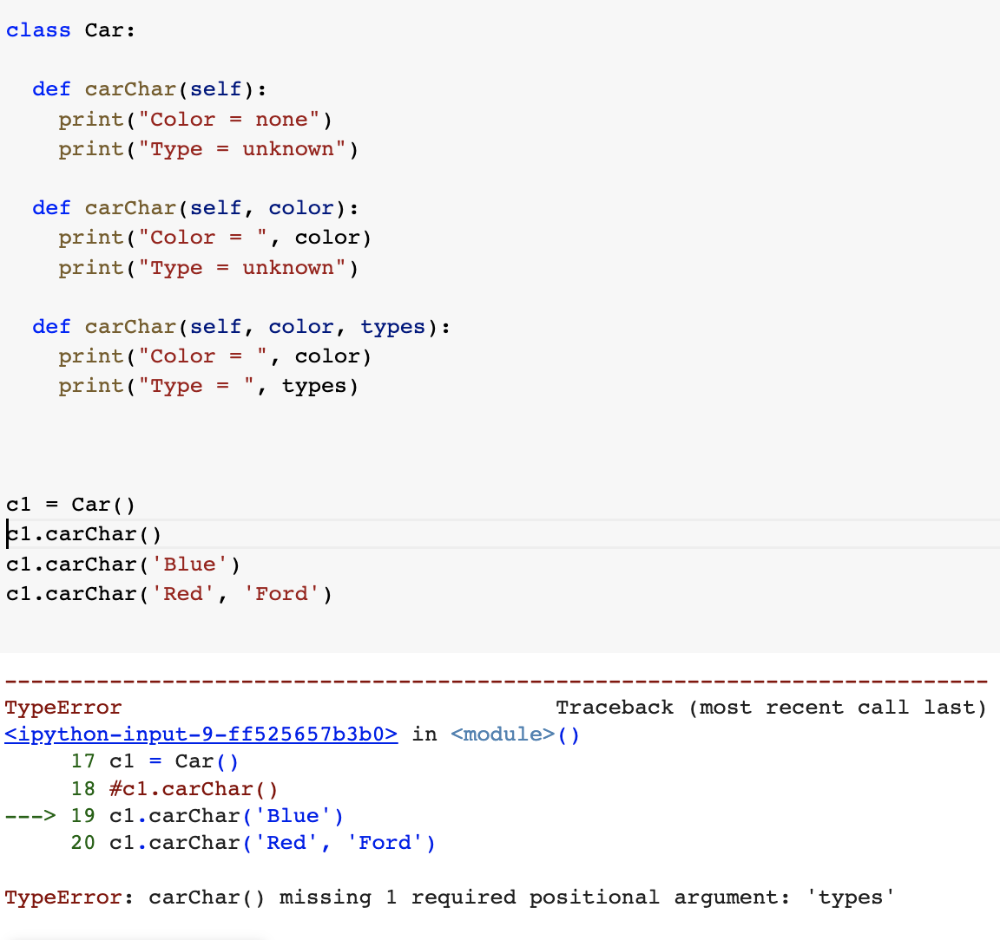 class Car:
def carChar(self):
print("Color = none")
print("Type = unknown")
def carChar(self, color):
print("Color = ", color)
print("Type = unknown")
def carChar(self, color, types):
print("Color = ", color)
print("Type = ", types)
c1 = Car()
c1.carChar()
c1.carChar('Blue')
c1.carChar('Red', 'Ford')
---------------------------------------------------------------------------
TypeError                                 Traceback (most recent call last)
<ipython-input-9-ff525657b3b0> in <module>()
17 c1 = Car()
18 #c1.carChar()
---> 19 c1.carChar('Blue')
20 c1.carChar('Red', 'Ford')
TypeError: carChar() missing 1 required positional argument: 'types'